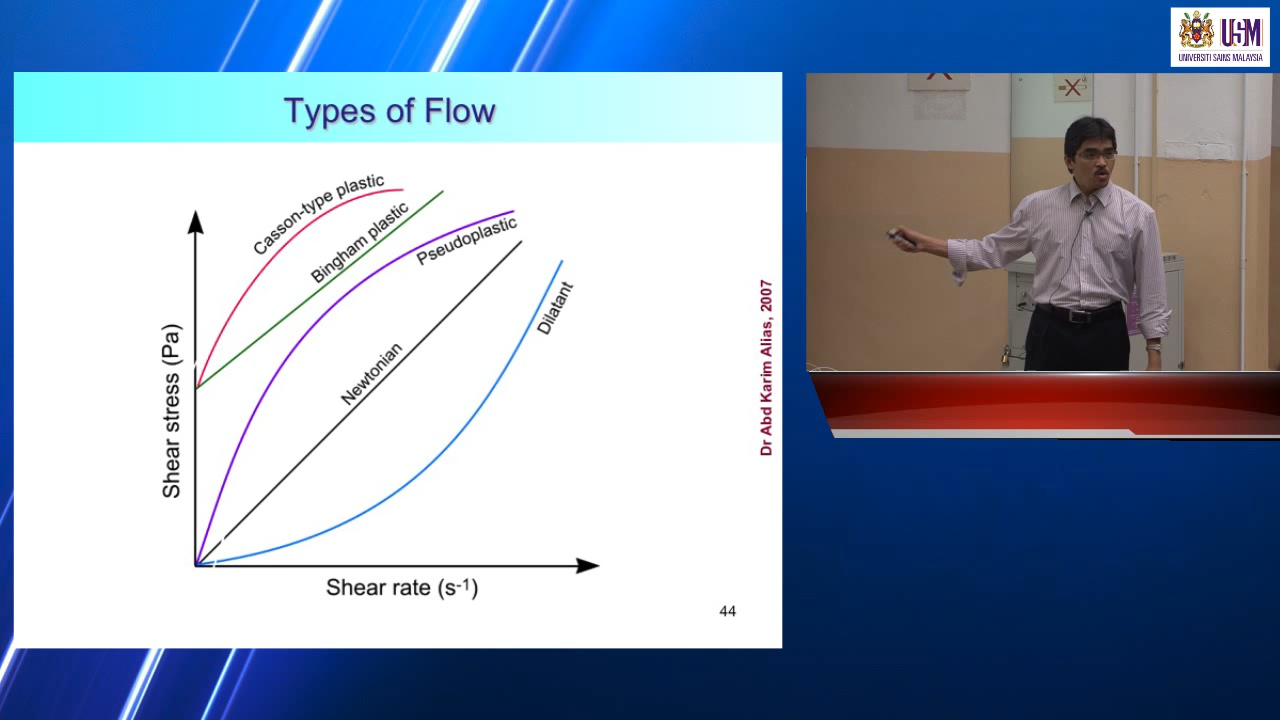 USM
UNIVERSITI SAINS MALAYSIA
Types of Flow
Casson-type plastic
Bingham plastic
Pseudoplastic
Newtonian
Dilatant
Shear stress (Pa)
Shear rate (s-1)
Dr Abd Karim Alias, 2007
44